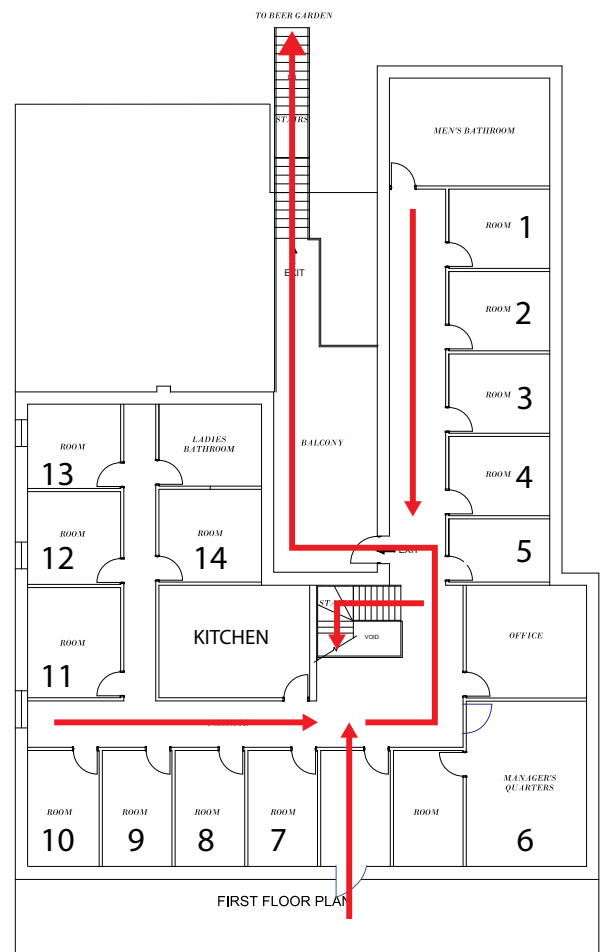 TO BEER GARDEN
STAIRS
EXIT
MEN'S BATHROOM
ROOM 1
ROOM 2
ROOM 3
ROOM 4
5
BALCONY
EXIT
ROOM
13
LADIES
BATHROOM
ROOM
12
ROOM
14
ROOM
11
KITCHEN
VOID
OFFICE
MANAGER'S
QUARTERS
6
ROOM
10
ROOM
9
ROOM
8
ROOM
7
ROOM
FIRST FLOOR PLAN